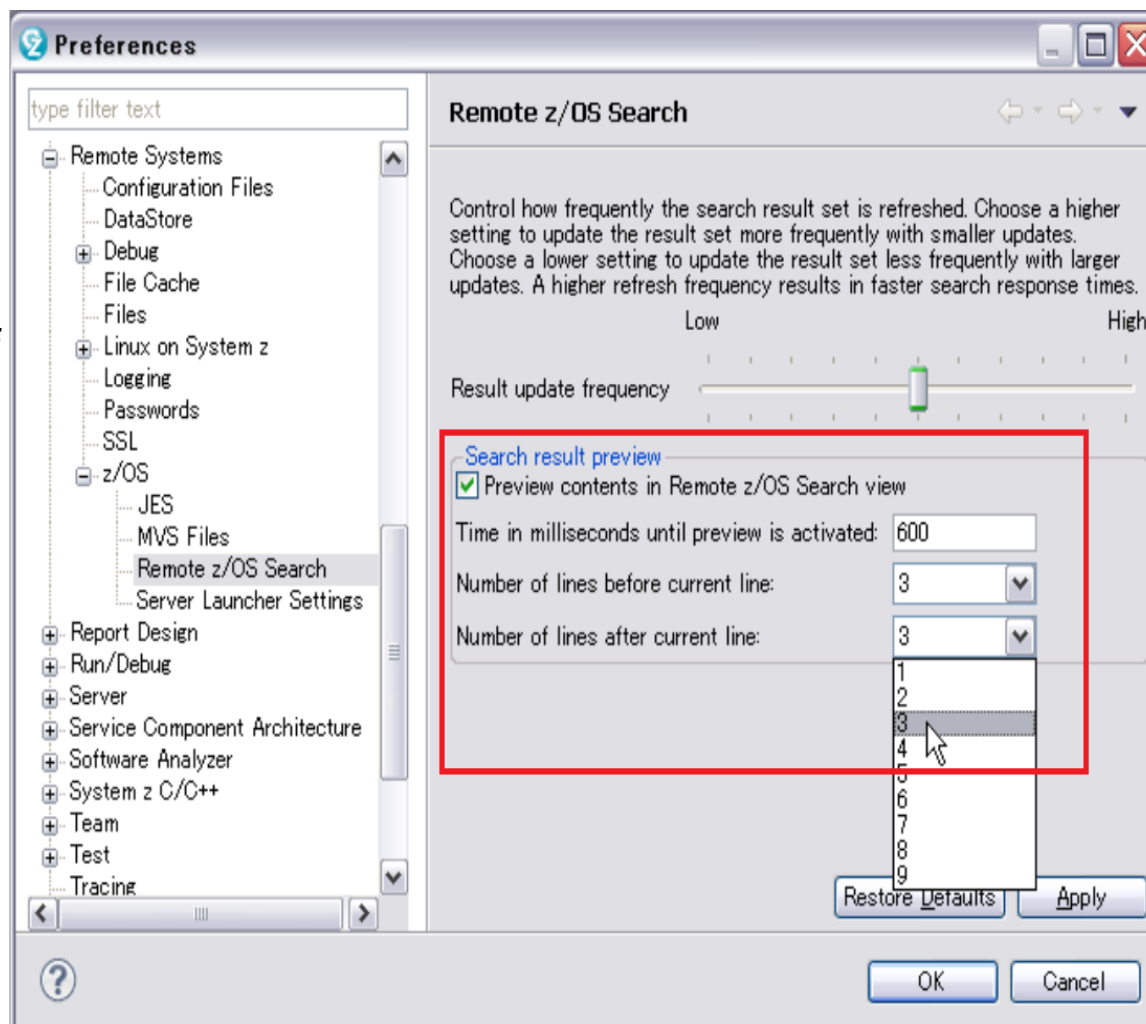 Preferences
type filter text
Remote Systems
Configuration Files
DataStore
Debug
File Cache
Files
Linux on System z
Logging
Passwords
SSL
z/OS
JES
MVS Files
Remote z/OS Search
Server Launcher Settings
Report Design
Run/Debug
Server
Service Component Architecture
Software Analyzer
System z C/C++
Team
Test
Tracing
Remote z/OS Search
Control how frequently the search result set is refreshed. Choose a higher
setting to update the result set more frequently with smaller updates.
Choose a lower setting to update the result set less frequently with larger
updates. A higher refresh frequency results in faster search response times.
Low High
Result update frequency
Search result preview
Preview contents in Remote z/OS Search view
Time in milliseconds until preview is activated: 600
Number of lines before current line: 3
Number of lines after current line: 3
1
2
3
4
5
6
7
8
9
Restore Defaults Apply
? OK Cancel